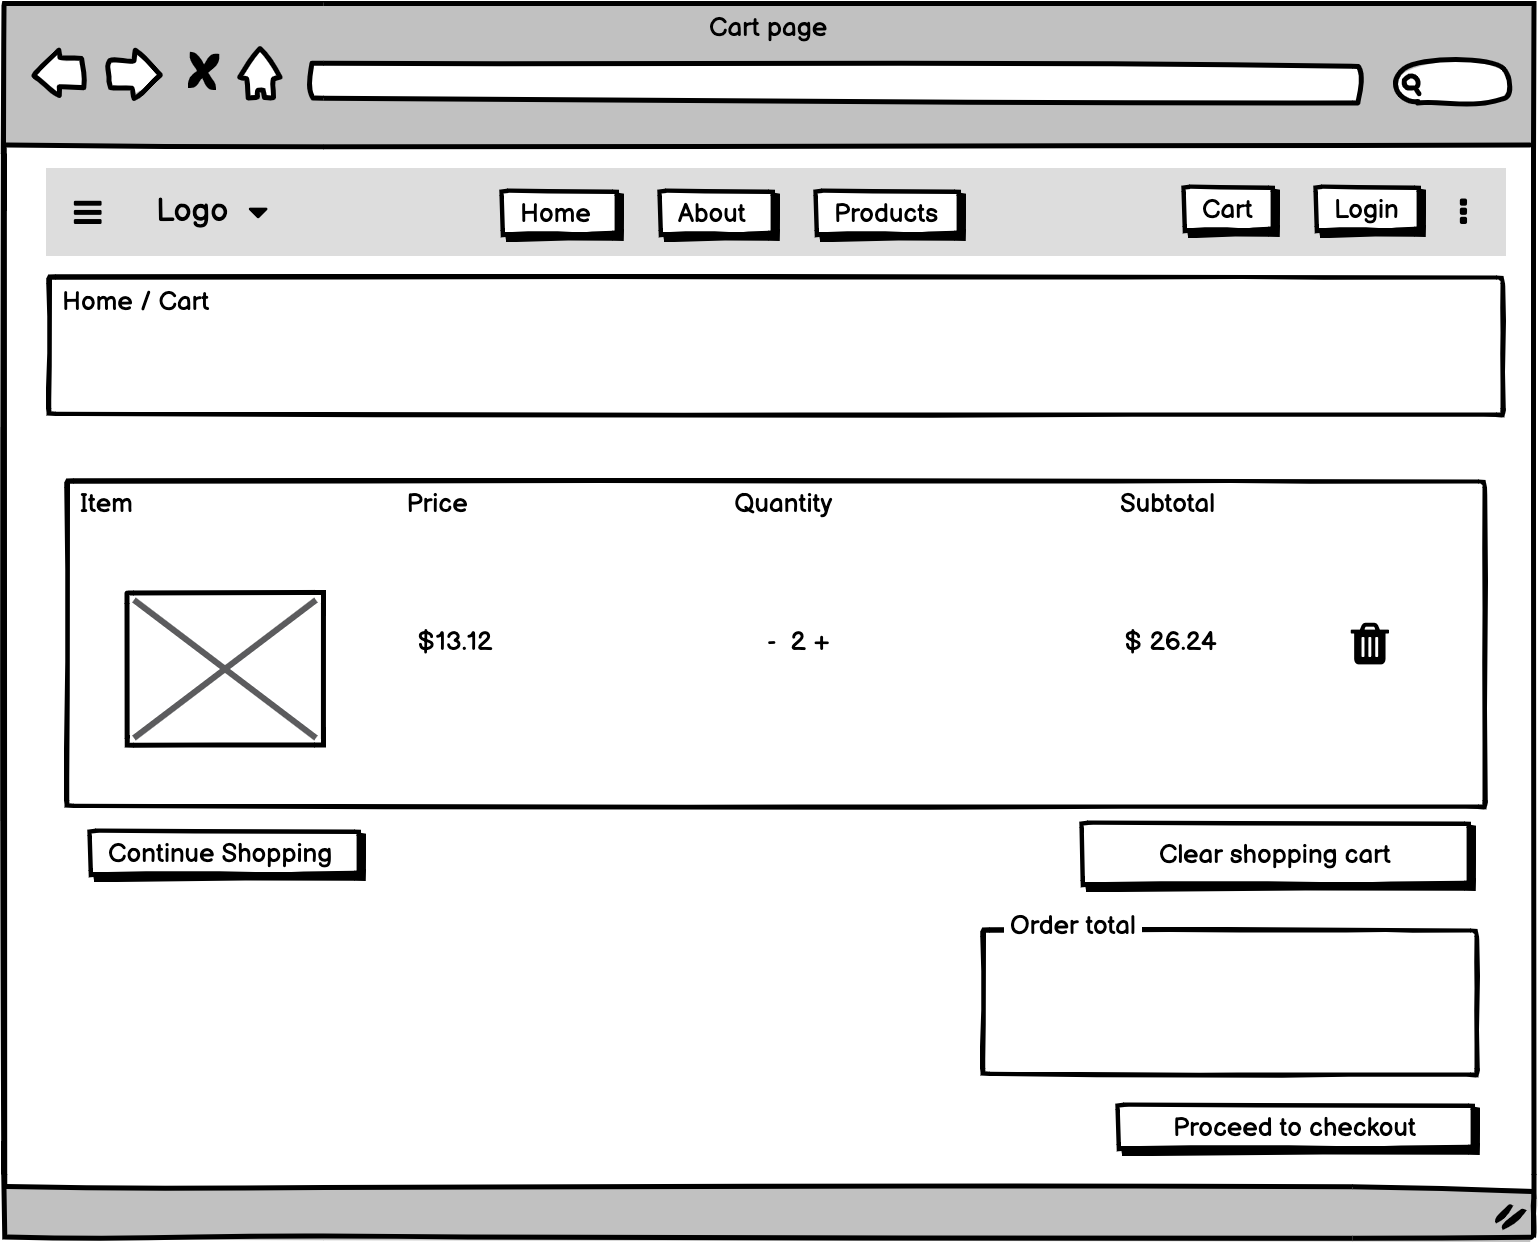 Cart page
Logo Home About Products Cart Login
Home / Cart
Item Price Quantity Subtotal
$13.12 - 2 + $ 26.24
Continue Shopping Clear shopping cart
Order total
Proceed to checkout